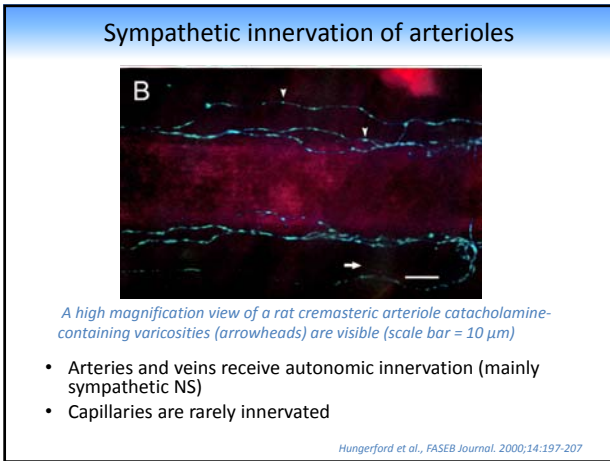 Sympathetic innervation of arterioles
B
A high magnification view of a rat cremasteric arteriole catacholamine-
containing varicosities (arrowheads) are visible (scale bar = 10 μm)
• Arteries and veins receive autonomic innervation (mainly
sympathetic NS)
• Capillaries are rarely innervated
Hungerford et al., FASEB Journal. 2000;14:197-207